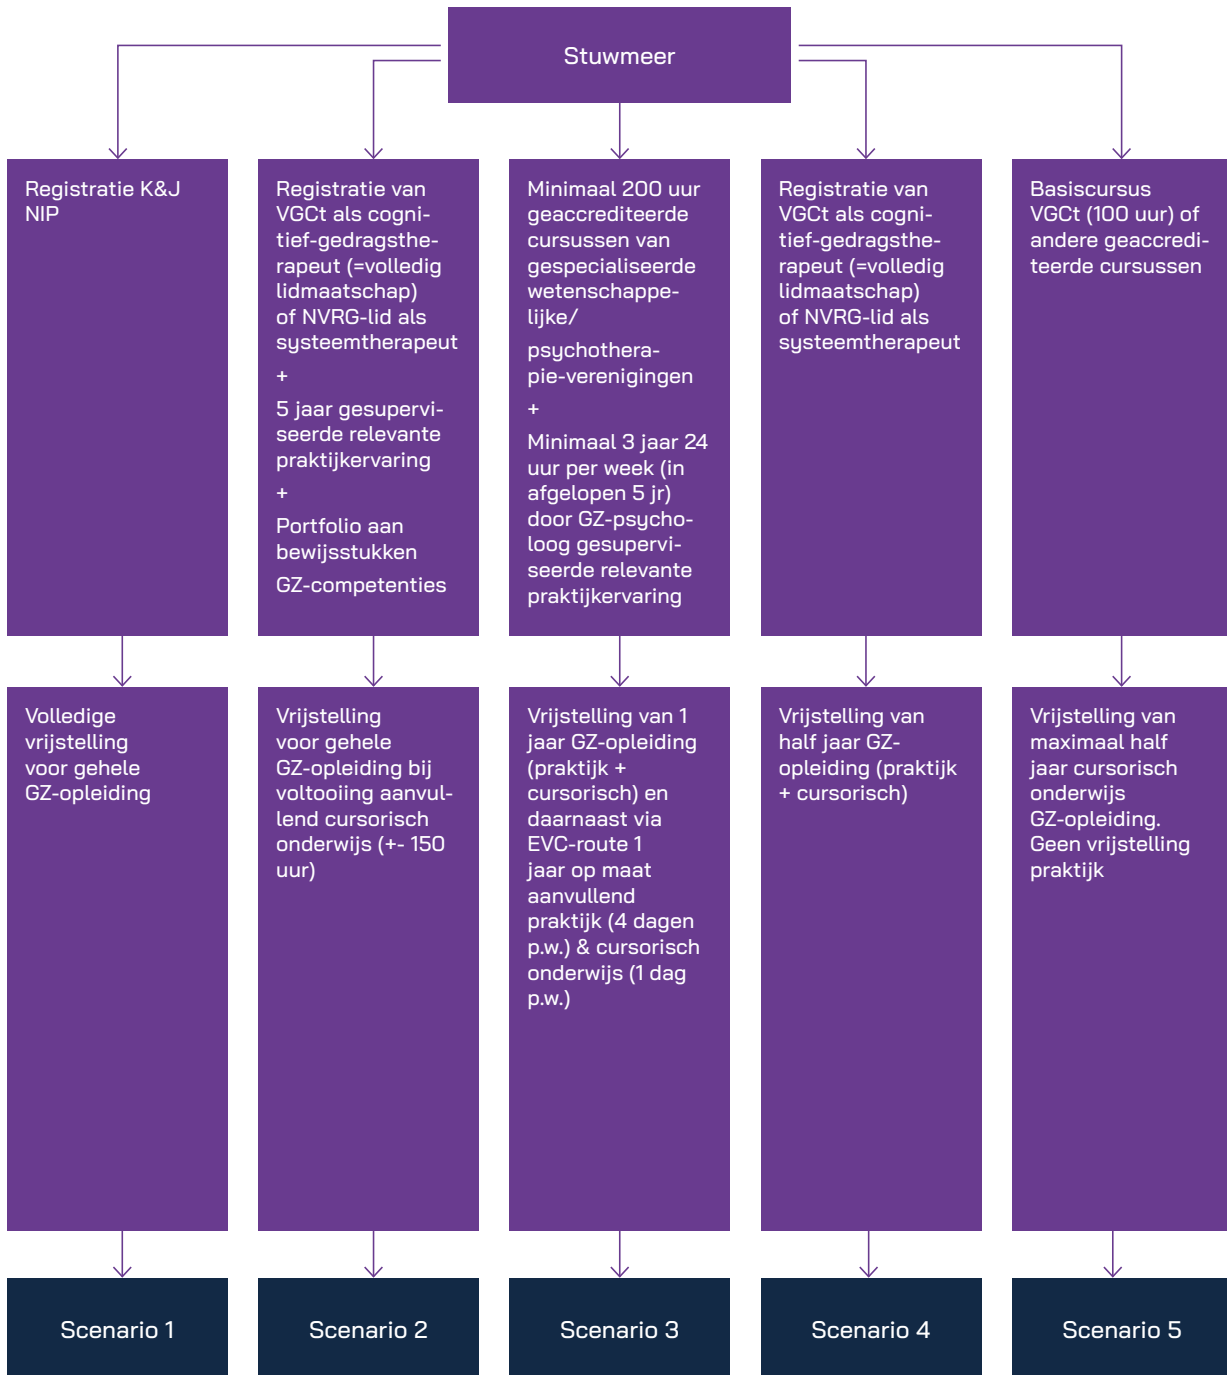 Stuwmeer
Registratie K&J
NIP
Registratie van
VGCt als cogni-
tief-gedragsthe-
rapeut (=volledig
lidmaatschap)
of NVRG-lid als
systeemtherapeut
+
5 jaar gesupervi-
seerde relevante
praktijkervaring
+
Portfolio aan
bewijsstukken
GZ-competenties
Minimaal 200 uur
geaccrediteerde
cursussen van
gespecialiseerde
wetenschappe-
lijke/
psychothera-
pie-verenigingen
+
Minimaal 3 jaar 24
uur per week (in
afgelopen 5 jr)
door GZ-psycho-
loog gesupervi-
seerde relevante
praktijkervaring
Registratie van
VGCt als cogni-
tief-gedragsthe-
rapeut (=volledig
lidmaatschap)
of NVRG-lid als
systeemtherapeut
Basiscursus
VGCt (100 uur) of
andere geaccredi-
teerde cursussen
Volledige
vrijstelling
voor gehele
GZ-opleiding
Vrijstelling
voor gehele
GZ-opleiding bij
voltooiing aanvul-
lend cursorisch
onderwijs (+- 150
uur)
Vrijstelling van 1
jaar GZ-opleiding
(praktijk +
cursorisch) en
daarnaast via
EVC-route 1
jaar op maat
aanvullend
praktijk (4 dagen
p.w.) & cursorisch
onderwijs (1 dag
p.w.)
Vrijstelling van
half jaar GZ-
opleiding (praktijk
+ cursorisch)
Vrijstelling van
maximaal half
jaar cursorisch
onderwijs
GZ-opleiding.
Geen vrijstelling
praktijk
Scenario 1
Scenario 2
Scenario 3
Scenario 4
Scenario 5